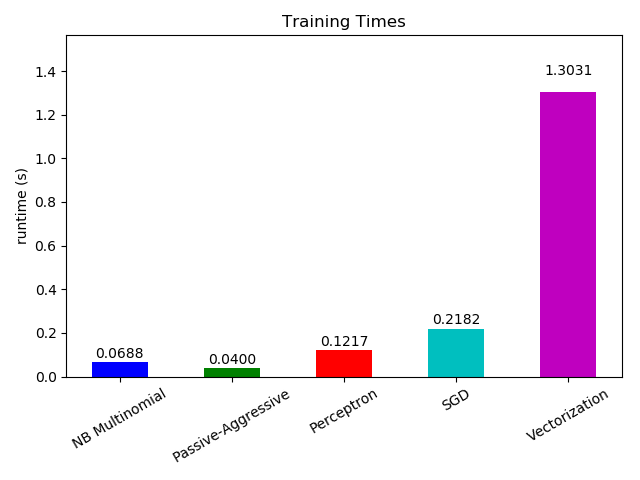 Training Times
runtime (s)
1.4
1.2
1.0
0.8
0.6
0.4
0.2
0.0
0.0688
0.0400
0.1217
0.2182
1.3031
NB Multinomial
Passive-Aggressive
Perceptron
SGD
Vectorization